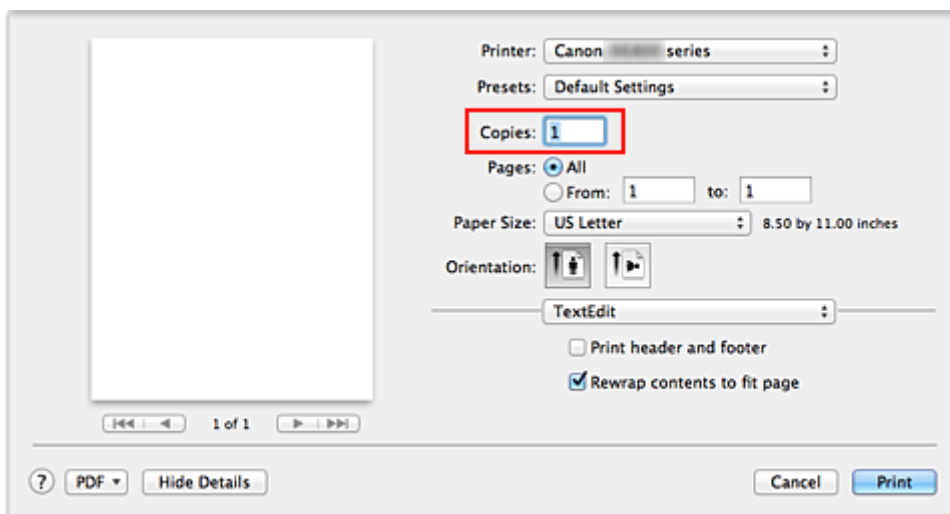 Printer: Canon series
Presets: Default Settings
Copies: 1
Pages: All
From: 1 to: 1
Paper Size: US Letter 8.50 by 11.00 inches
Orientation:
TextEdit
Print header and footer
Rewrap contents to fit page
1 of 1
? PDF Hide Details Cancel Print